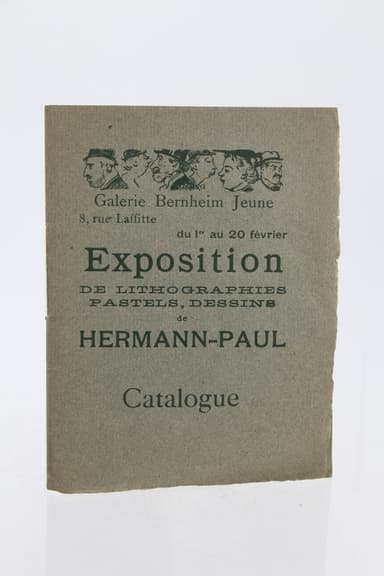 Galerie Bernheim Jeune
8, rue Laffitte
du 1er au 20 février
Exposition
DE LITHOGRAPHIES
PASTELS, DESSINS
de
HERMANN-PAUL
Catalogue